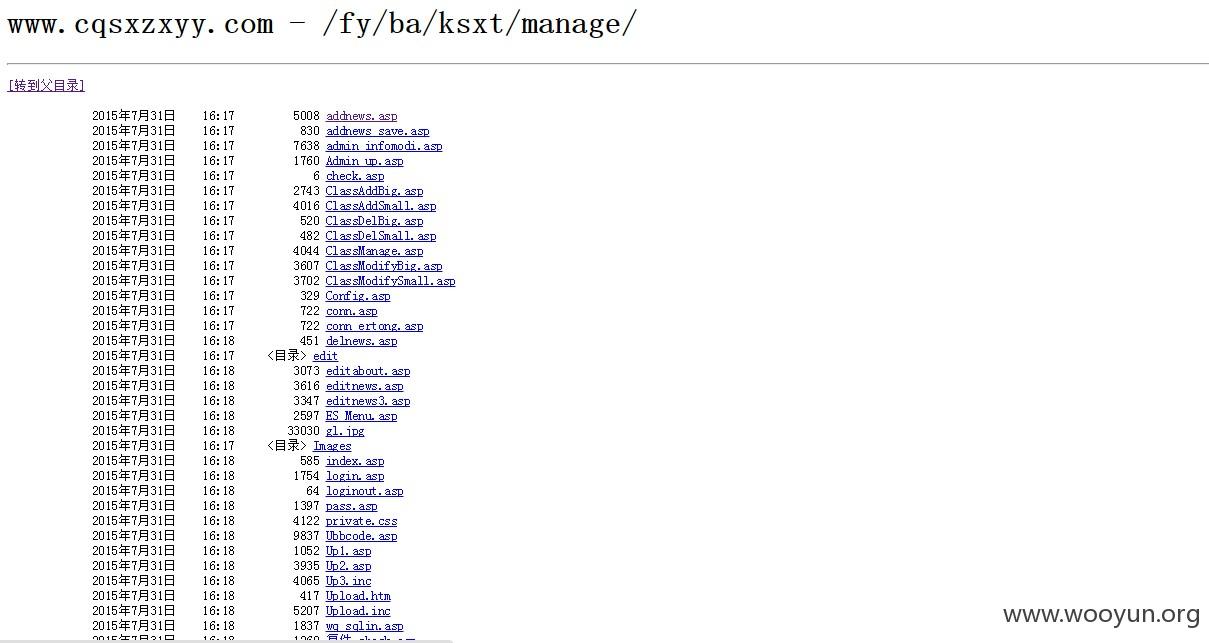 www.cqsxzxyy.com - /fy/ba/ksxt/manage/
[转到父目录]
2015年7月31日 16:17 5008 addnews.asp
2015年7月31日 16:17 830 addnews_save.asp
2015年7月31日 16:17 7638 admin_infomodi.asp
2015年7月31日 16:17 1760 Admin_up.asp
2015年7月31日 16:17 6 check.asp
2015年7月31日 16:17 2743 ClassAddBig.asp
2015年7月31日 16:17 4016 ClassAddSmall.asp
2015年7月31日 16:17 520 ClassDelBig.asp
2015年7月31日 16:17 482 ClassDelSmall.asp
2015年7月31日 16:17 4044 ClassManage.asp
2015年7月31日 16:17 3607 ClassModifyBig.asp
2015年7月31日 16:17 3702 ClassModifySmall.asp
2015年7月31日 16:17 329 Config.asp
2015年7月31日 16:17 722 conn.asp
2015年7月31日 16:17 722 conn_ertong.asp
2015年7月31日 16:18 451 delnews.asp
2015年7月31日 16:17 <目录> edit
2015年7月31日 16:18 3073 editabout.asp
2015年7月31日 16:18 3616 editnews.asp
2015年7月31日 16:18 3347 editnews3.asp
2015年7月31日 16:18 2597 ES_Menu.asp
2015年7月31日 16:18 33030 gl.jpg
2015年7月31日 16:17 <目录> Images
2015年7月31日 16:18 585 index.asp
2015年7月31日 16:18 1754 login.asp
2015年7月31日 16:18 64 loginout.asp
2015年7月31日 16:18 1397 pass.asp
2015年7月31日 16:18 4122 private.css
2015年7月31日 16:18 9837 Ubbcode.asp
2015年7月31日 16:18 1052 Up1.asp
2015年7月31日 16:18 3935 Up2.asp
2015年7月31日 16:18 4065 Up3.inc
2015年7月31日 16:18 417 Upload.htm
2015年7月31日 16:18 5207 Upload.inc
2015年7月31日 16:18 1837 wq_sqlin.asp
2015年7月31日 16:18
www.wooyun.org